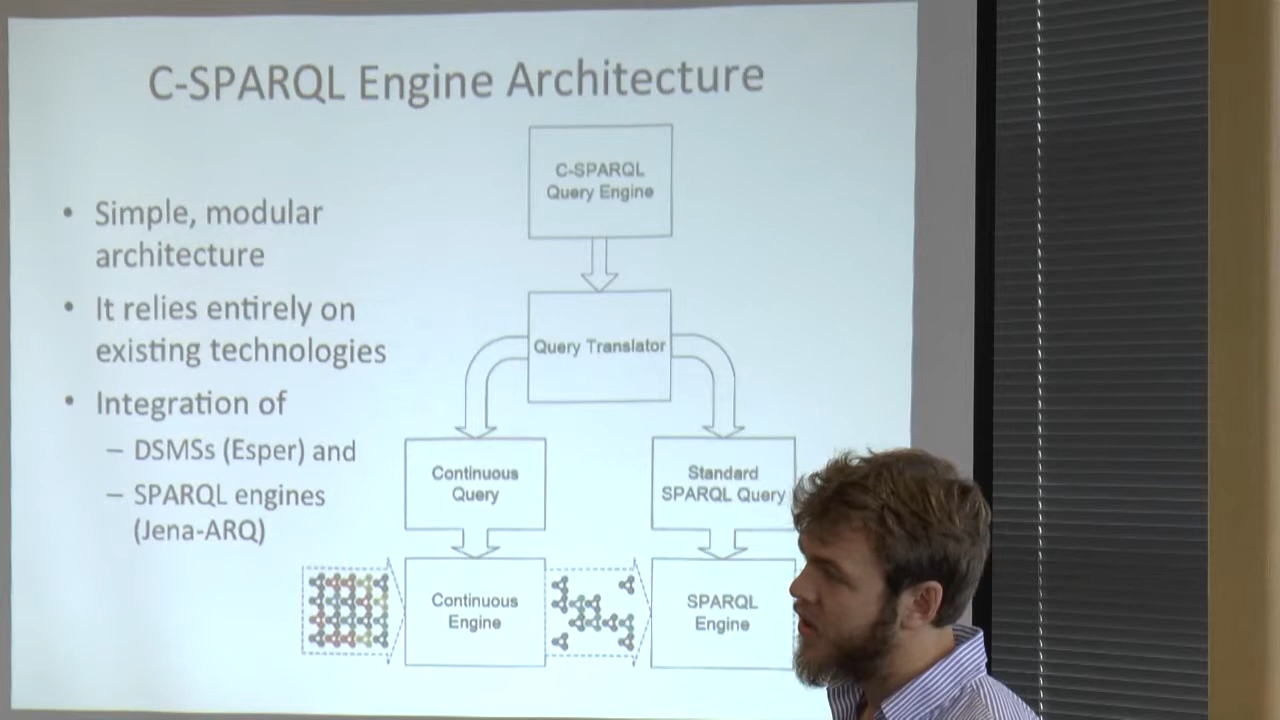 C-SPARQL Engine Architecture
• Simple, modular
architecture
• It relies entirely on
existing technologies
• Integration of
– DSMSs (Esper) and
– SPARQL engines
(Jena-ARQ)
C-SPARQL
Query Engine
Query Translator
Continuous
Query
Standard
SPARQL Query
Continuous
Engine
SPARQL
Engine